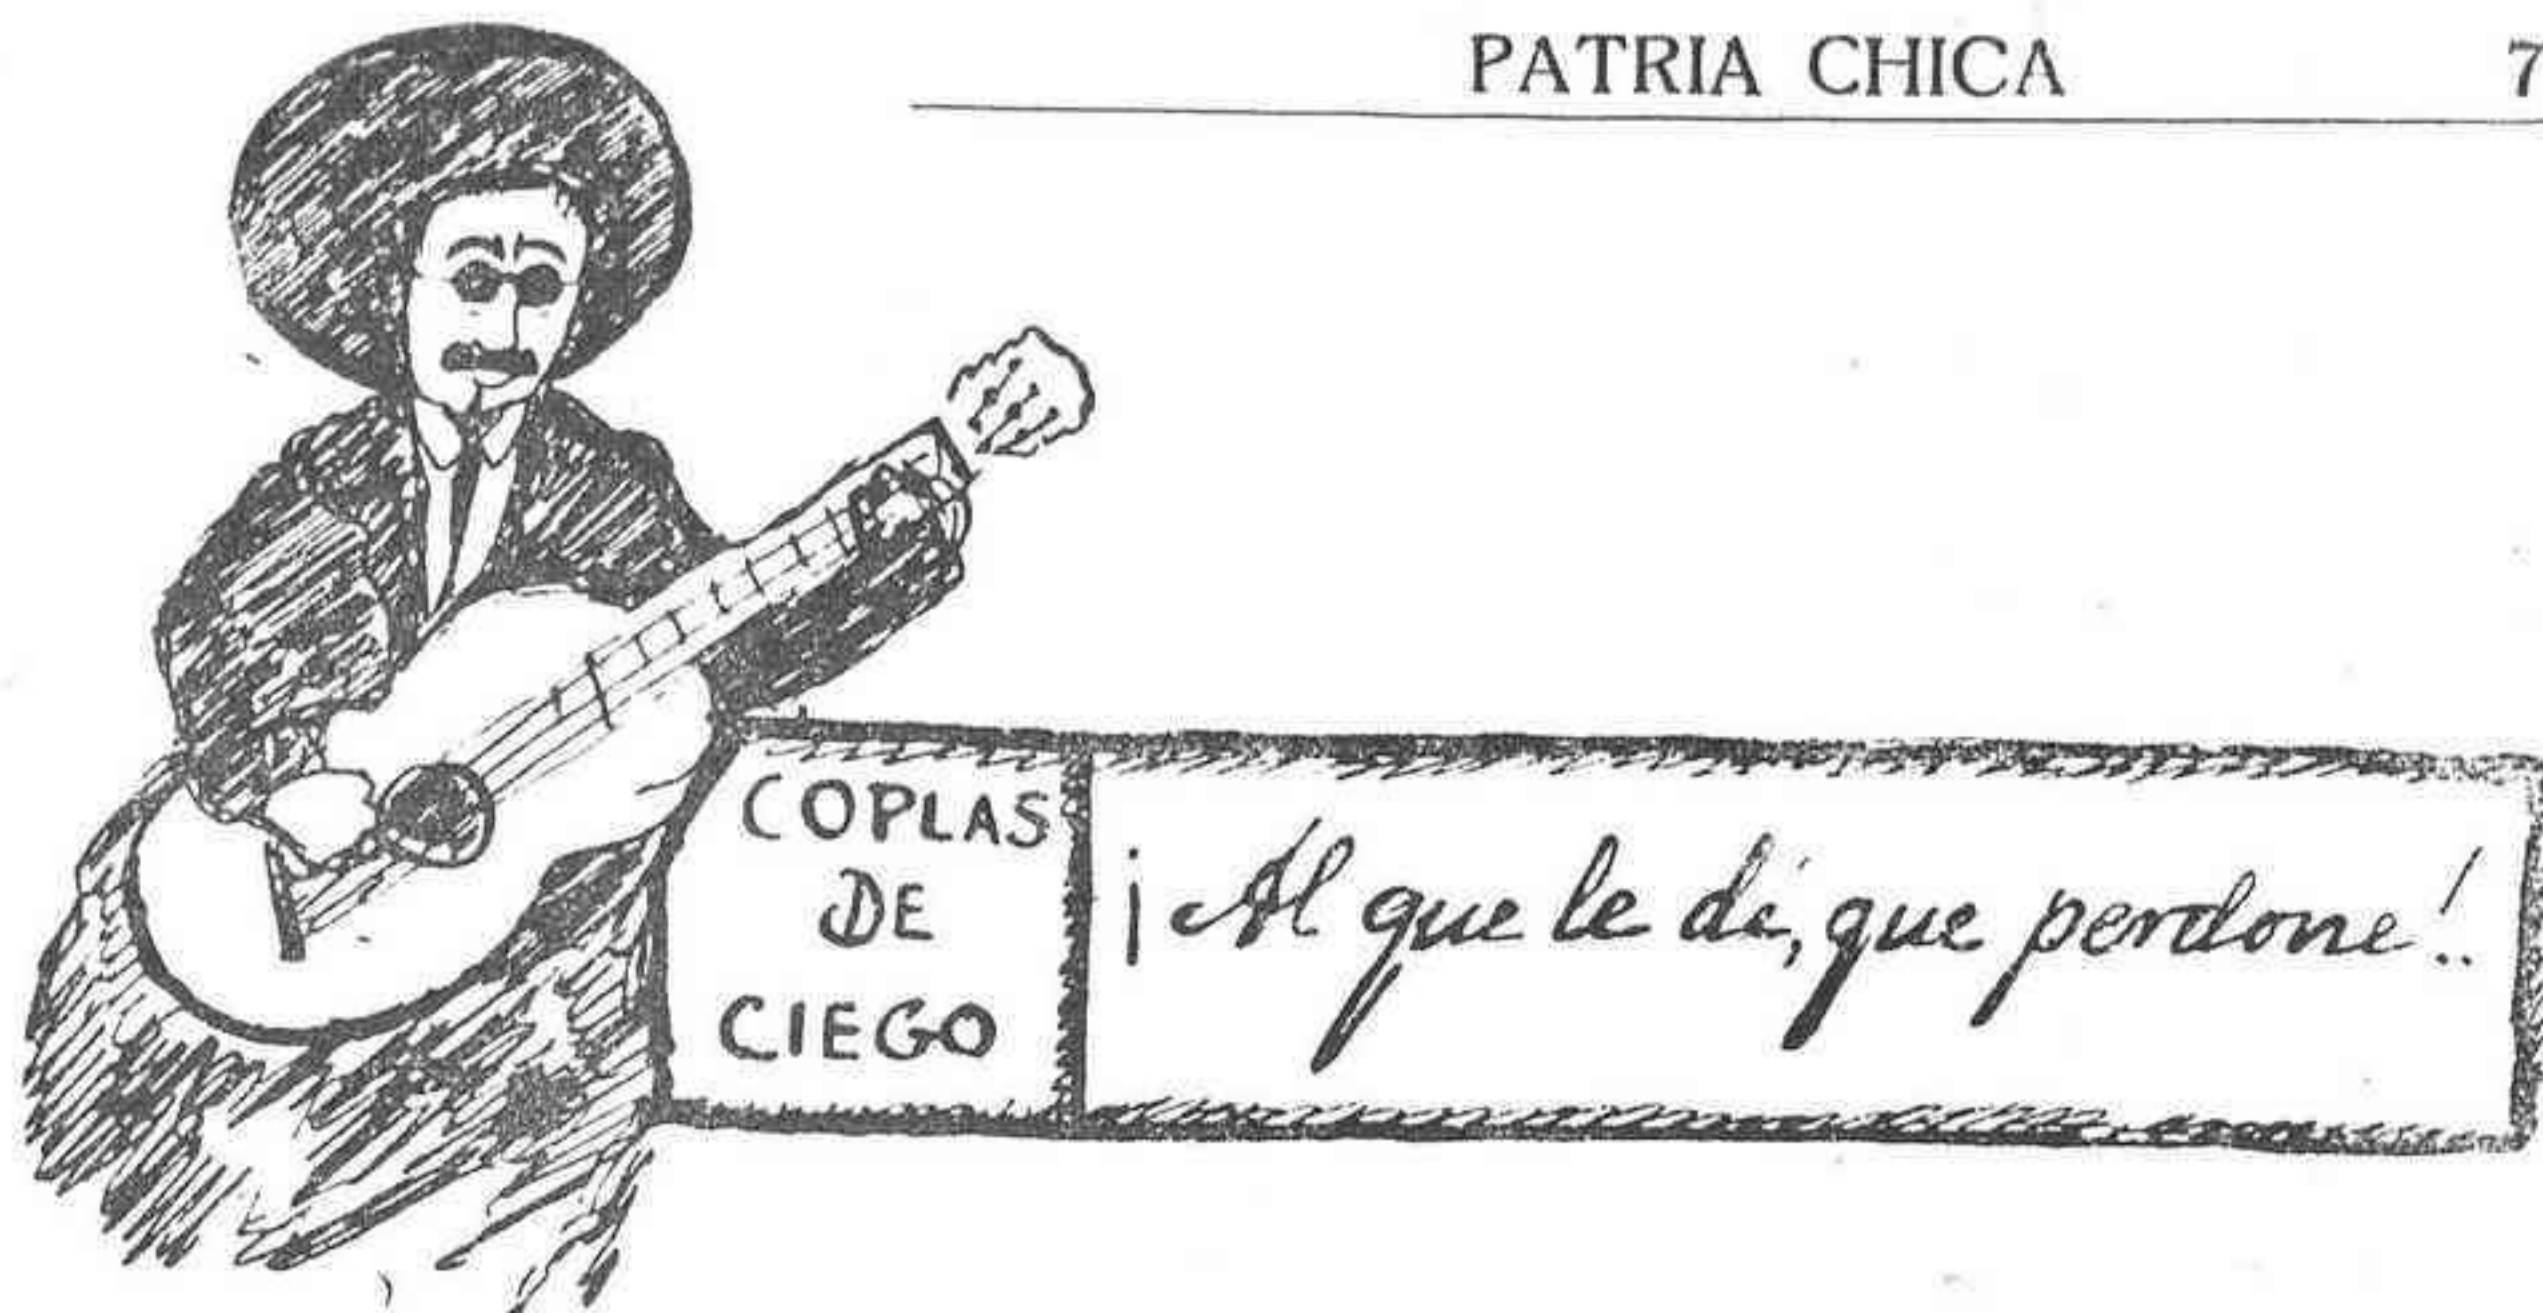 PATRIA CHICA 7
COPLAS
DE
CIEGO
¡Al que le dé, que perdone!..